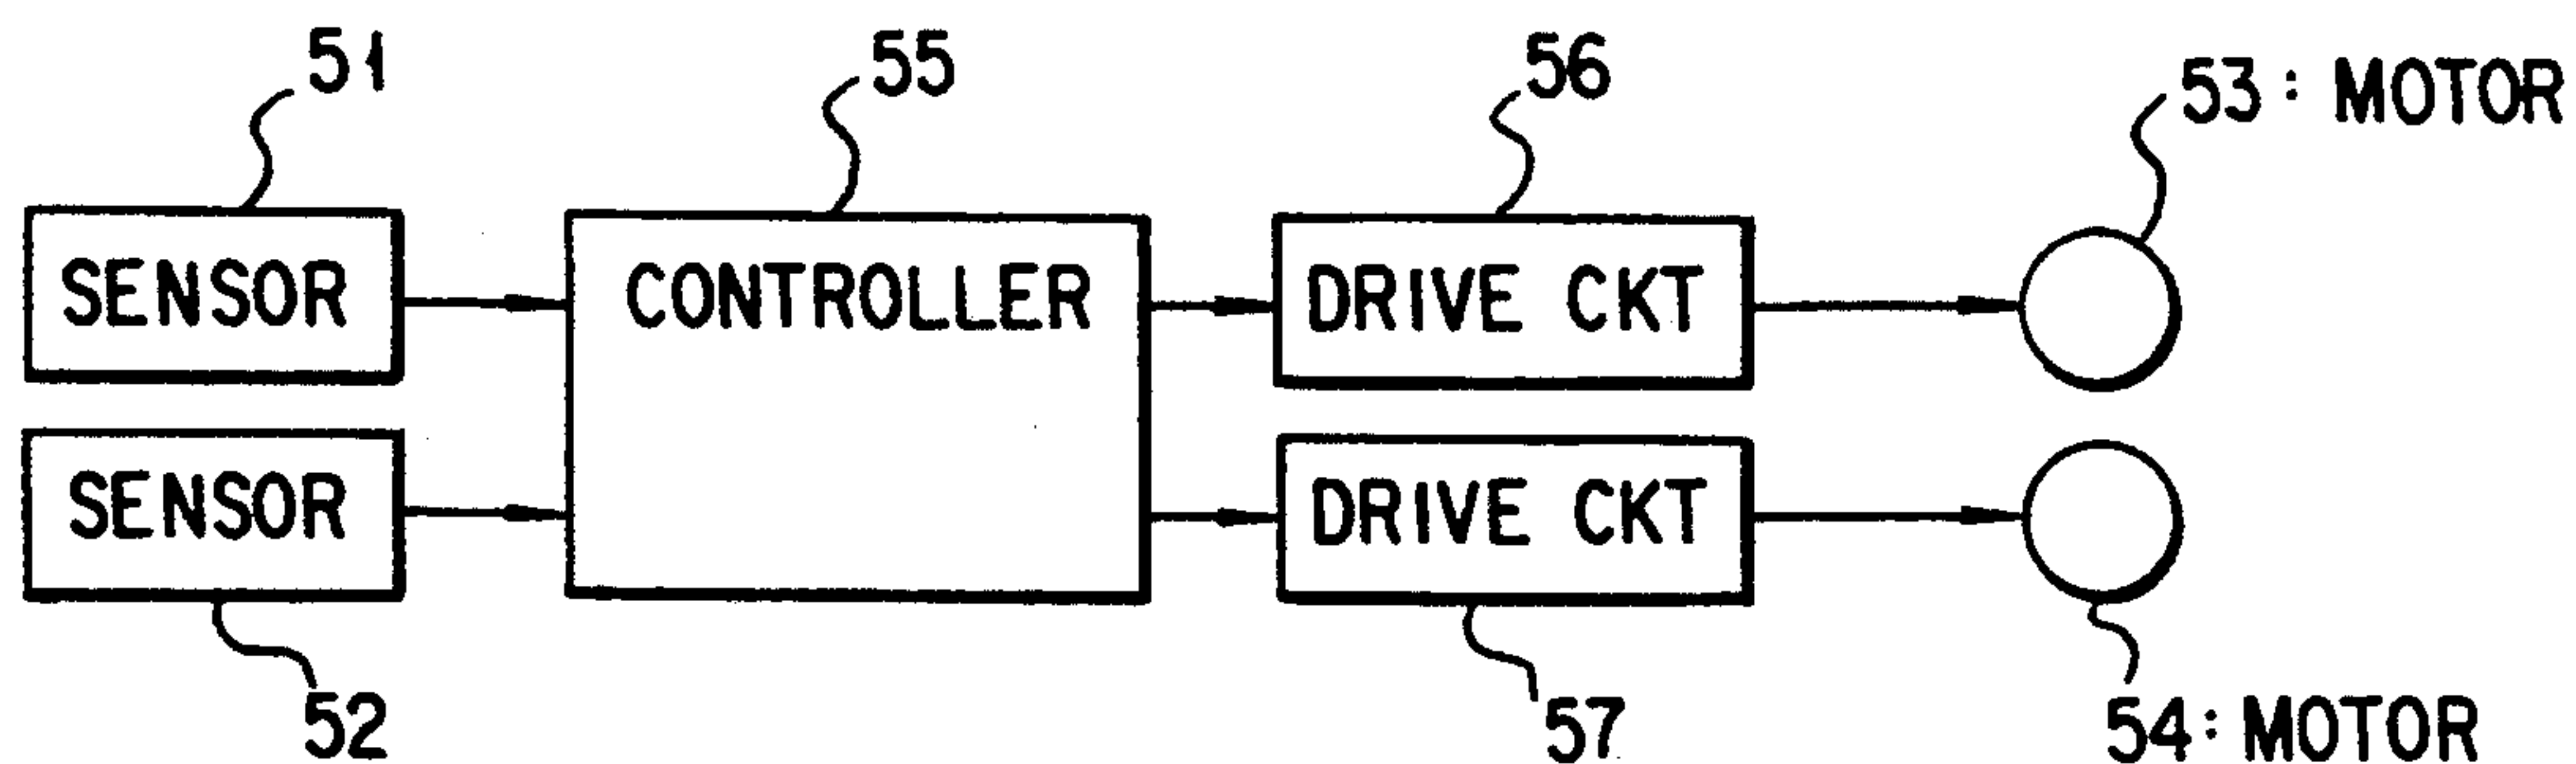 51
55
56
53: MOTOR
SENSOR
CONTROLLER
DRIVE CKT
SENSOR
DRIVE CKT
52
57
54: MOTOR